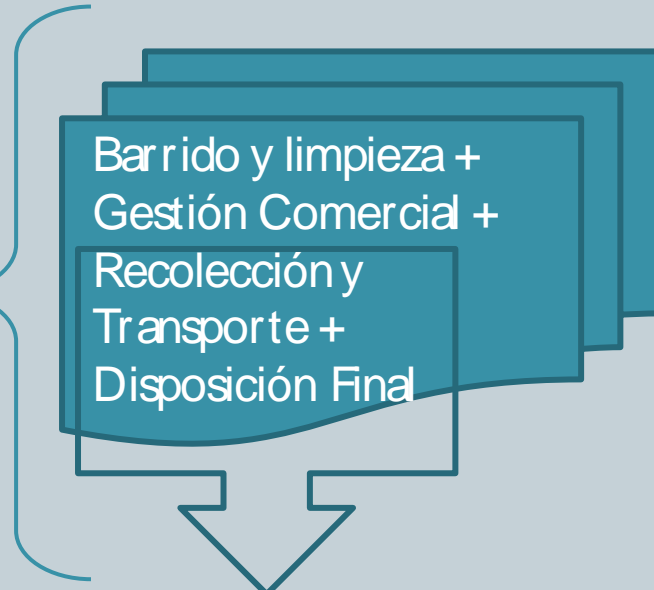 Barrido y limpieza +
Gestión Comercial +
Recolección y
Transporte +
Disposición Final